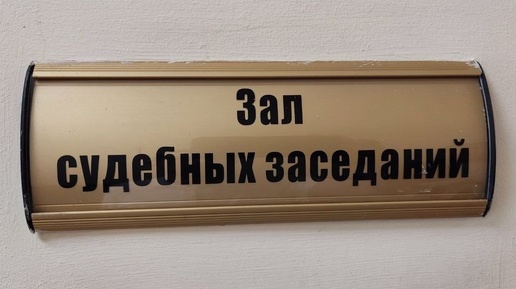 Зал
судебных заседаний